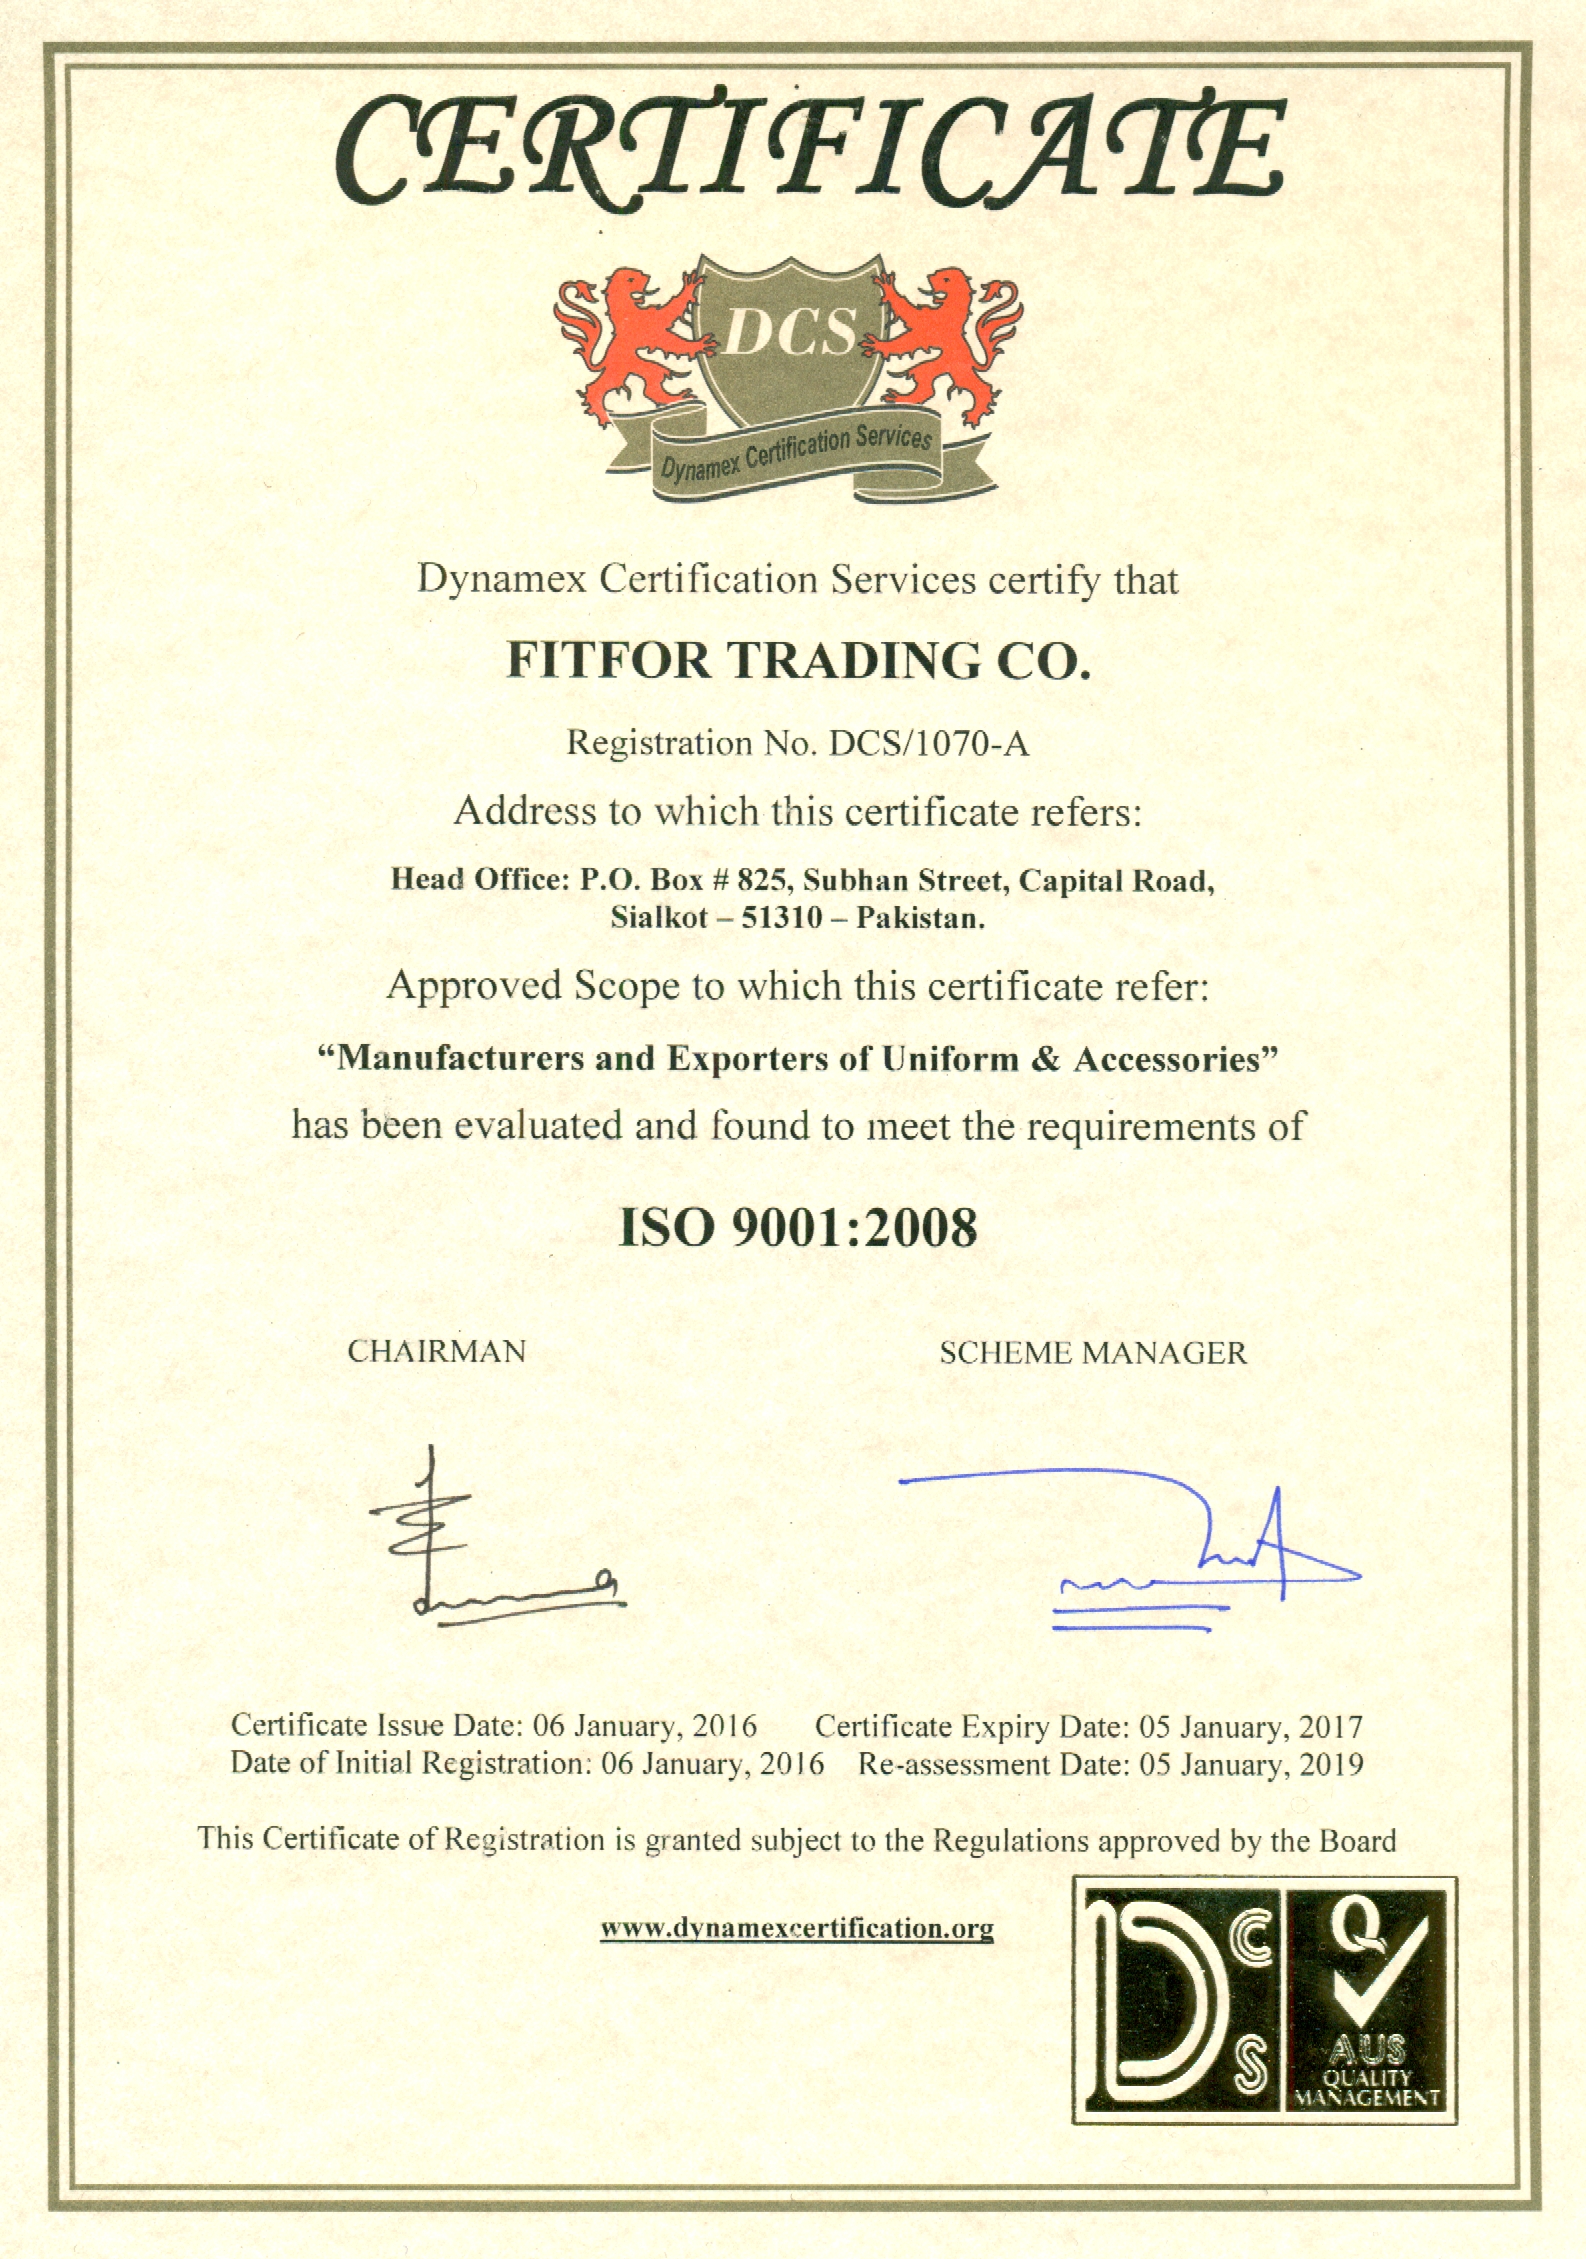 CERTIFICATE
DCS
Dynamex Certification Services
Dynamex Certification Services certify that
FITFOR TRADING CO.
Registration No. DCS/1070-A
Address to which this certificate refers:
Head Office: P.O. Box # 825, Subhan Street, Capital Road,
Sialkot – 51310 – Pakistan.
Approved Scope to which this certificate refer:
“Manufacturers and Exporters of Uniform & Accessories”
has been evaluated and found to meet the requirements of
ISO 9001:2008
CHAIRMAN SCHEME MANAGER
Certificate Issue Date: 06 January, 2016 Certificate Expiry Date: 05 January, 2017
Date of Initial Registration: 06 January, 2016 Re-assessment Date: 05 January, 2019
This Certificate of Registration is granted subject to the Regulations approved by the Board
www.dynamexcertification.org
DCS
Q
AUS
QUALITY
MANAGEMENT